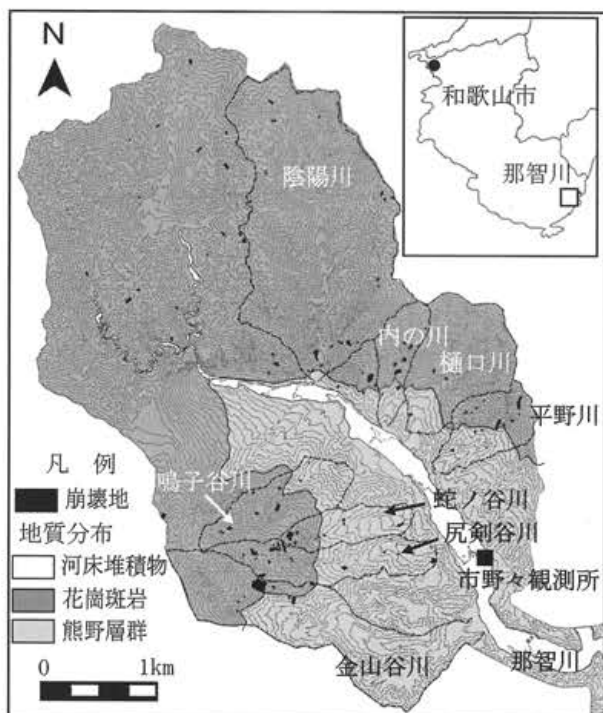 N
和歌山市
那智川
陰陽川
内の川
樋口川
平野川
凡 例
崩壊地
地質分布
河床堆積物
花崗斑岩
熊野層群
0 1km
鳴子谷川
蛇ノ谷川
尻剣谷川
市野々観測所
金山谷川
那智川